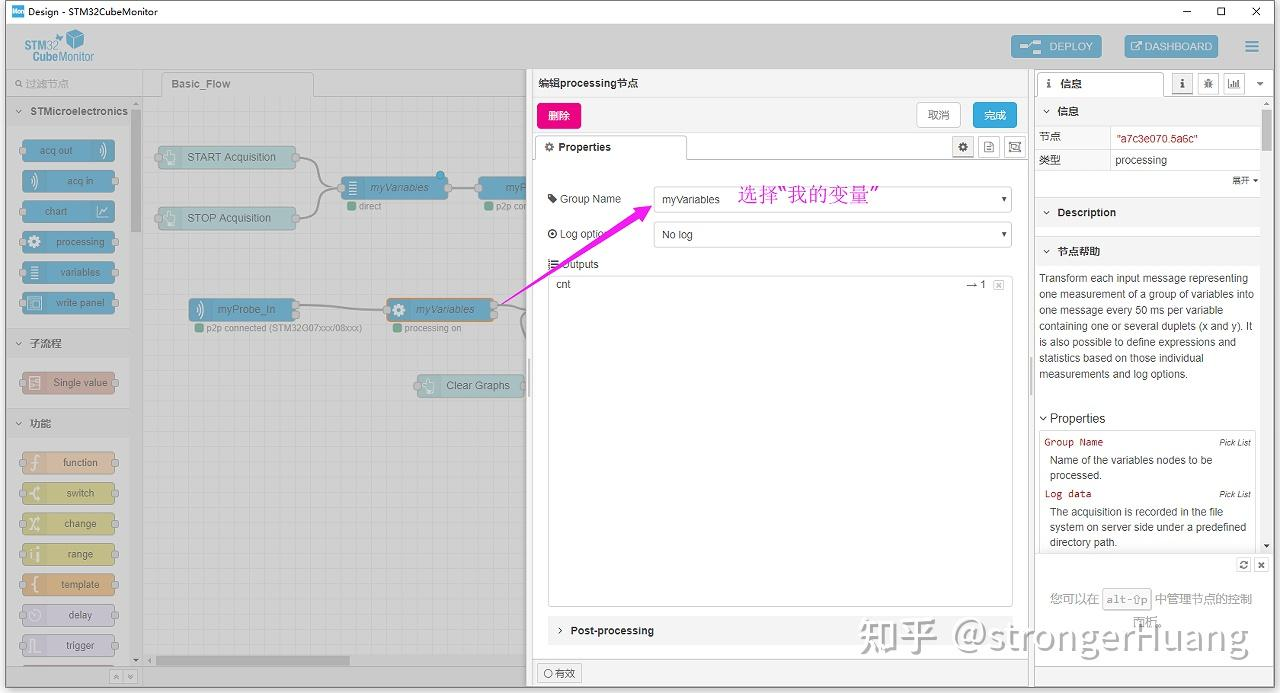 Design - STM32CubeMonitor
STM32
CubeMonitor
DEPLOY
DASHBOARD
过滤节点
Basic_Flow
STMicroelectronics
acq out
acq in
chart
processing
variables
write panel
子流程
Single value
功能
function
switch
change
range
template
delay
trigger
START Acquisition
STOP Acquisition
myVariables
direct
myP
p2p con
myProbe_In
p2p connected (STM32G07xxx/08xxx)
myVariables
processing on
Clear Graphs
编辑processing节点
删除
取消
完成
Properties
Group Name
myVariables
选择“我的变量”
Log option
No log
Outputs
cnt
→ 1
Post-processing
有效
信息
信息
节点
"a7c3e070.5a6c"
类型
processing
展开
Description
节点帮助
Transform each input message representing
one measurement of a group of variables into
one message every 50 ms per variable
containing one or several duplets (x and y). It
is also possible to define expressions and
statistics based on those individual
measurements and log options.
Properties
Group Name Pick List
Name of the variables nodes to be
processed.
Log data Pick List
The acquisition is recorded in the file
system on server side under a predefined
directory path.
您可以在 alt-⇧p 中管理节点的控制
面板。
知乎 @strongerHuang